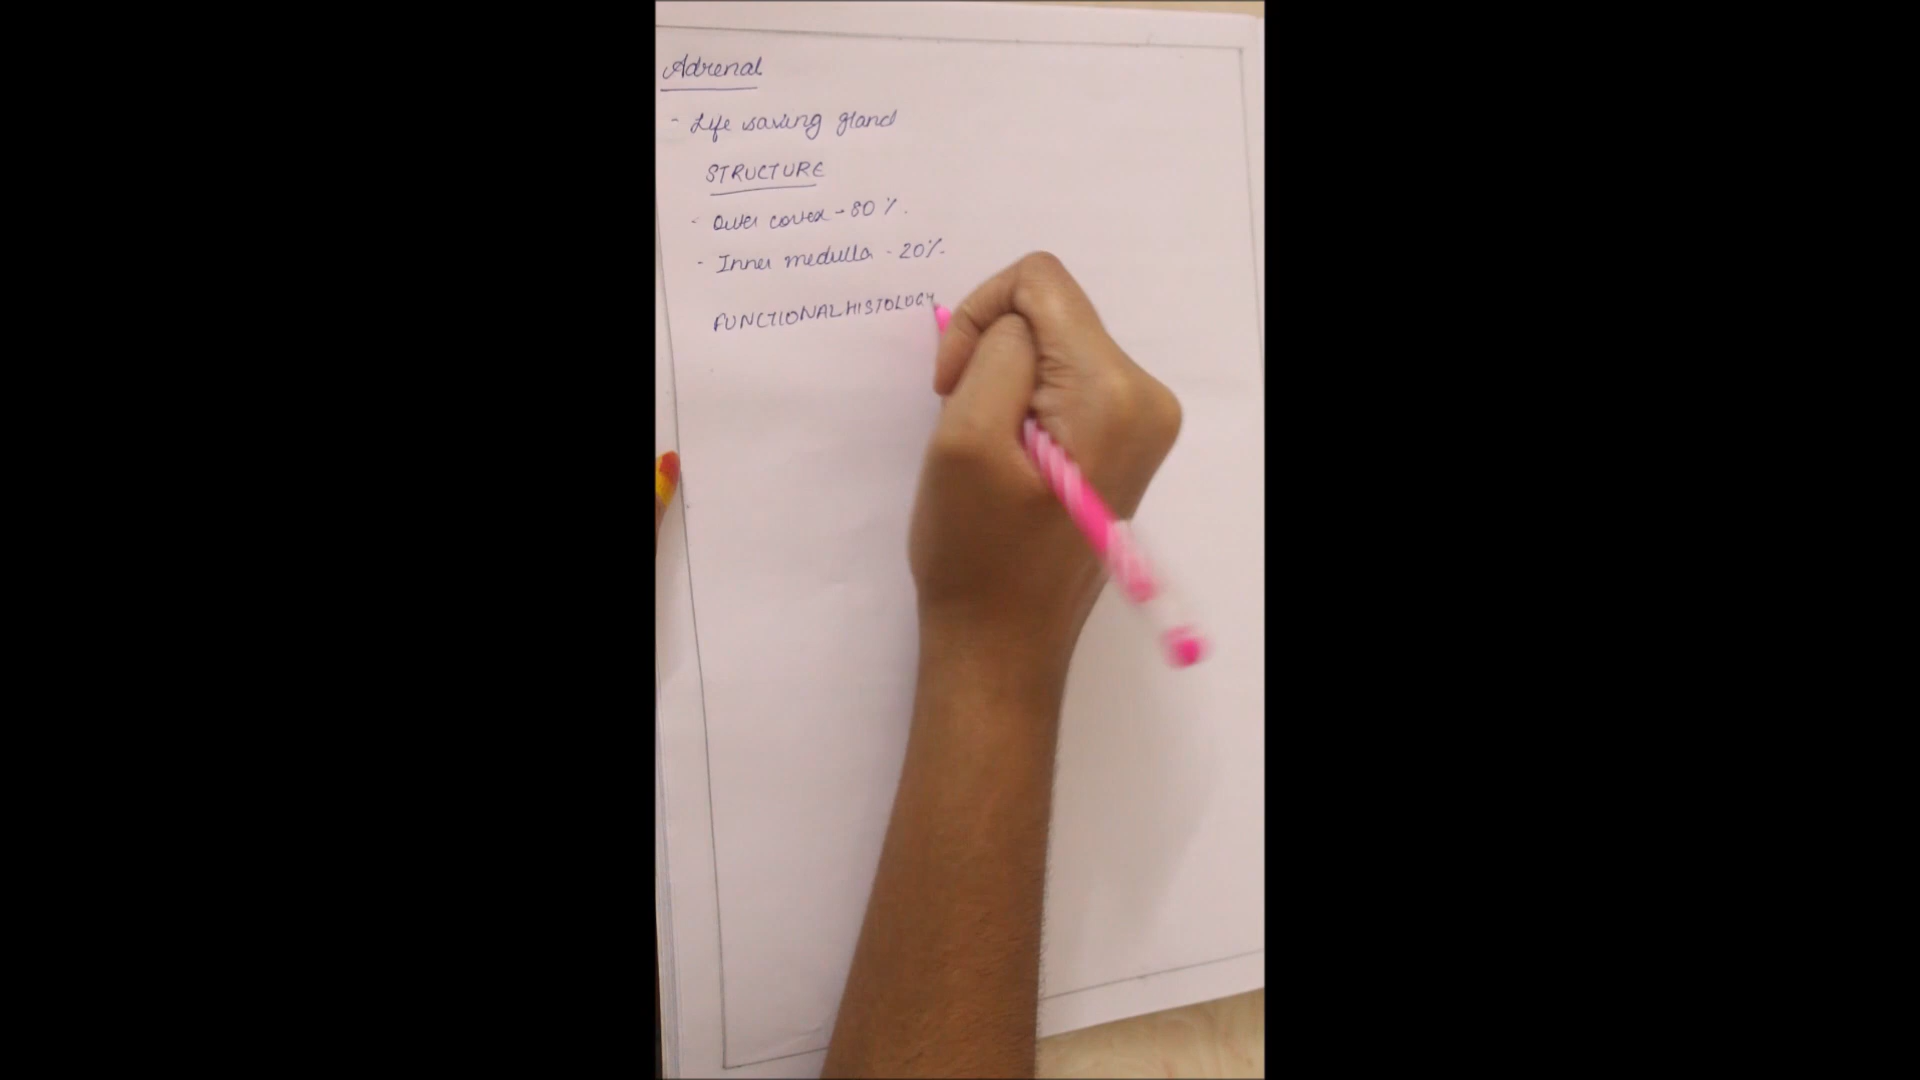 Adrenal
- Life saving gland
STRUCTURE
- Outer cortex - 80%.
- Inner medulla - 20%.
FUNCTIONAL HISTOLOGY